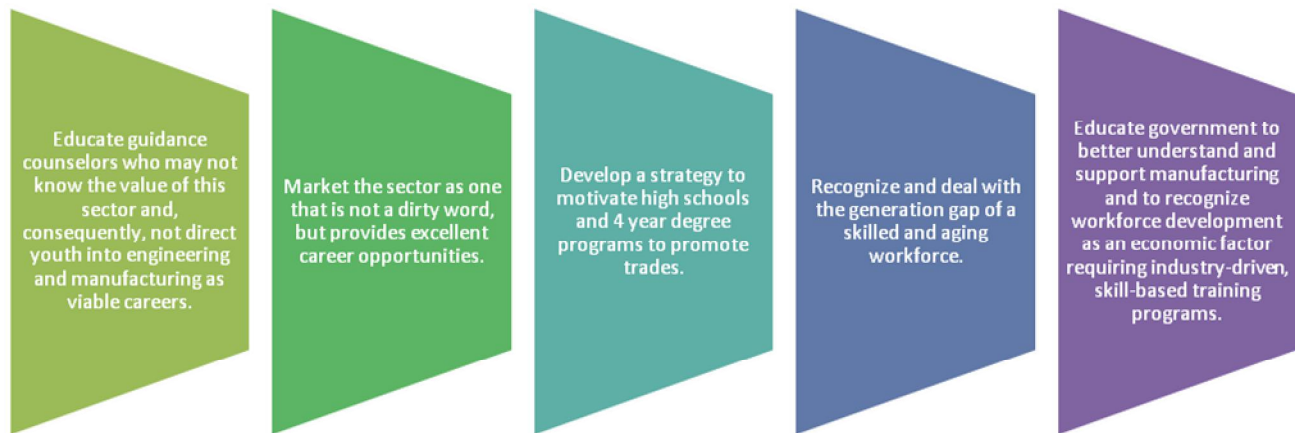 Educate guidance
counselors who may not
know the value of this
sector and,
consequently, not direct
youth into engineering
and manufacturing as
viable careers.
Market the sector as one
that is not a dirty word,
but provides excellent
career opportunities.
Develop a strategy to
motivate high schools
and 4 year degree
programs to promote
trades.
Recognize and deal with
the generation gap of a
skilled and aging
workforce.
Educate government to
better understand and
support manufacturing
and to recognize
workforce development
as an economic factor
requiring industry-driven,
skill-based training
programs.